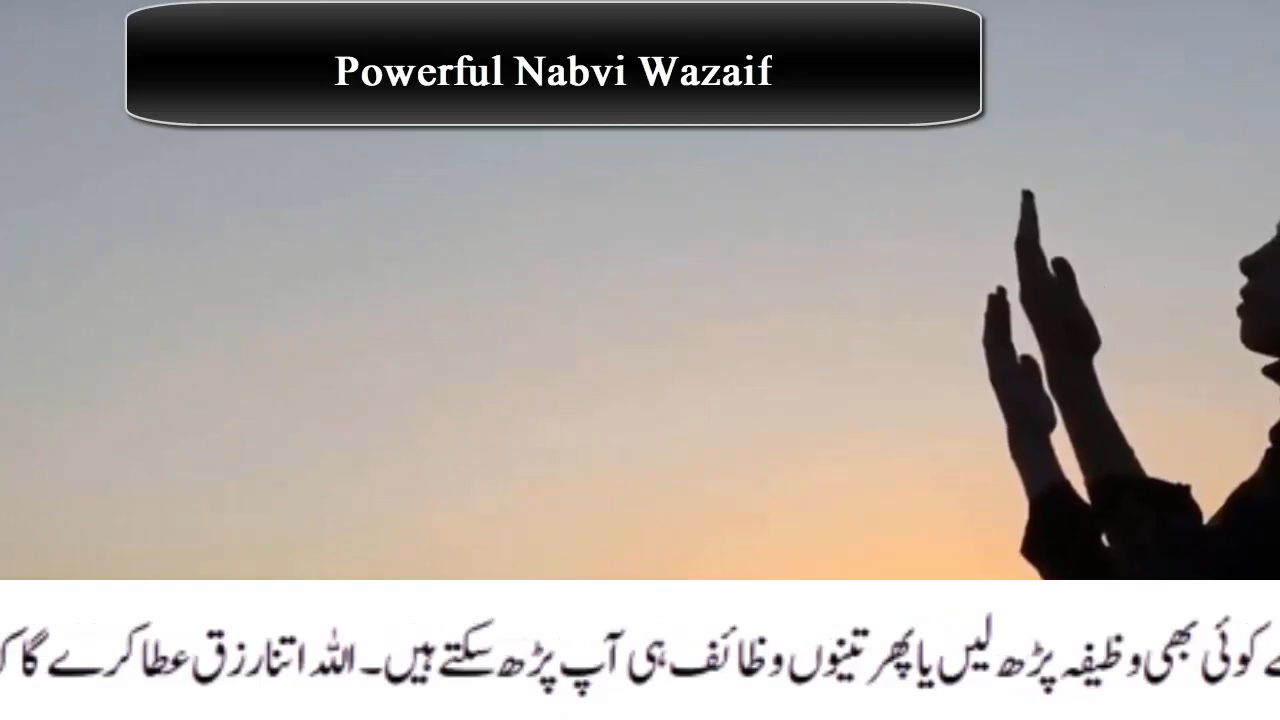 Powerful Nabvi Wazaif
کوئی بھی وظیفہ پڑھ لیں یا پھر تینوں وظائف ہی آپ پڑھ سکتے ہیں۔ اللہ اتنا رزق عطا کرے گا